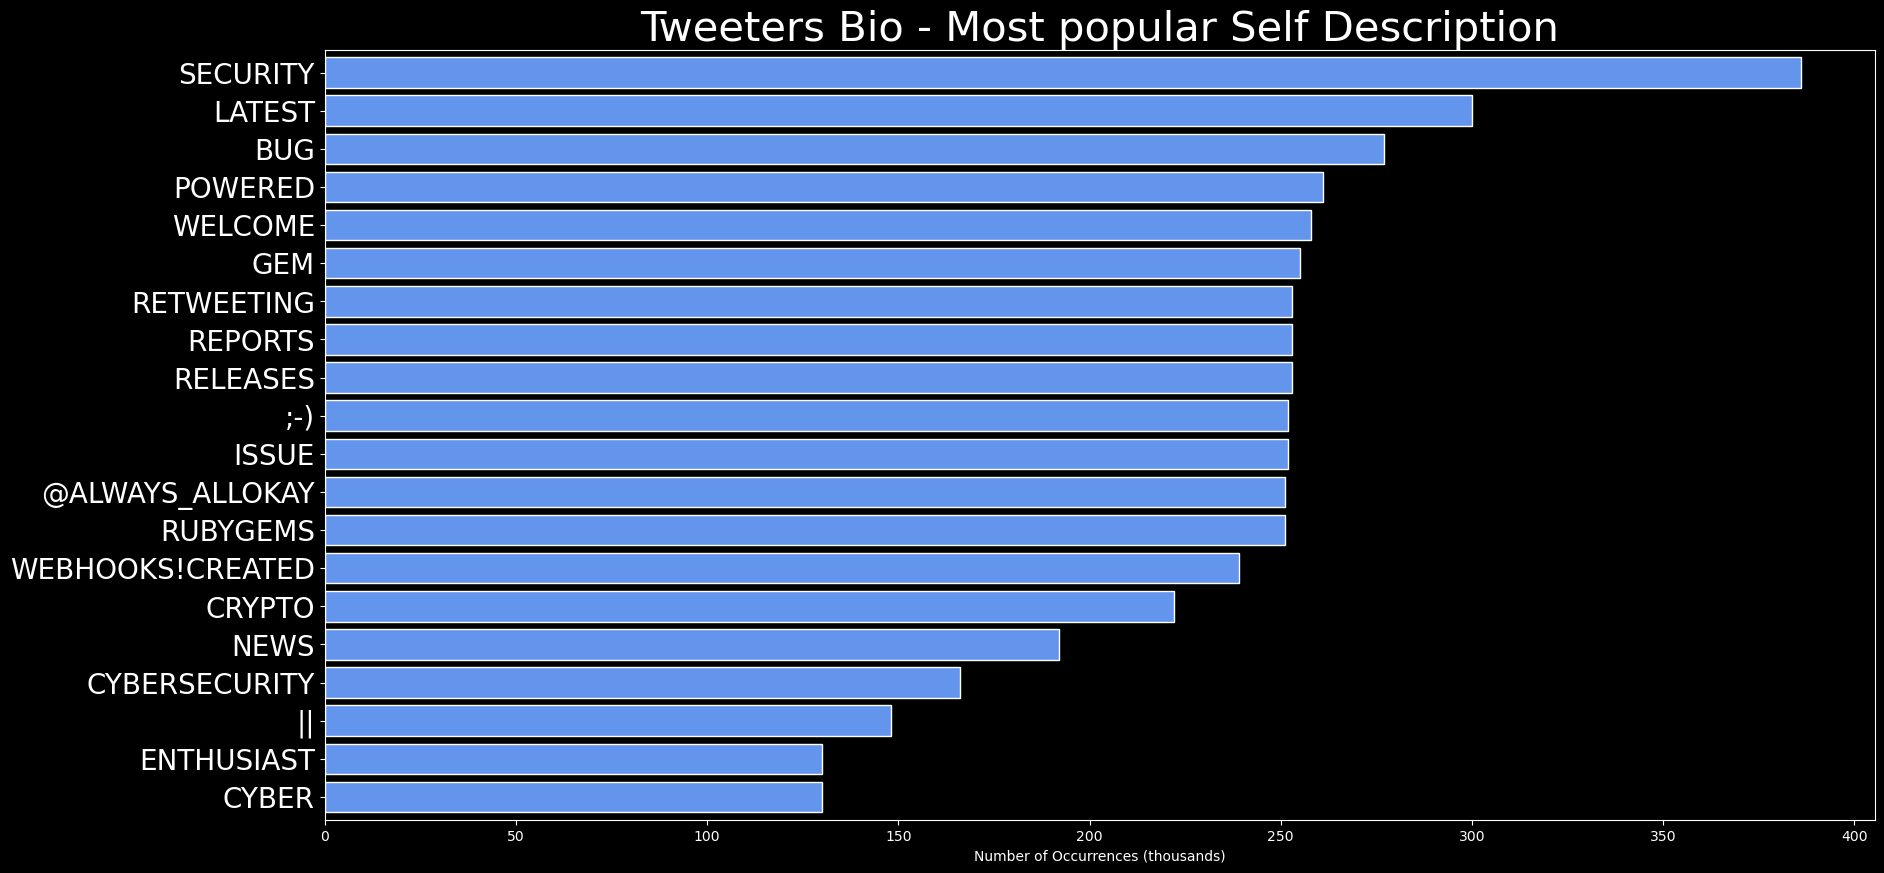 Tweeters Bio - Most popular Self Description
SECURITY
LATEST
BUG
POWERED
WELCOME
GEM
RETWEETING
REPORTS
RELEASES
;-)
ISSUE
@ALWAYS_ALLOKAY
RUBYGEMS
WEBHOOKS!CREATED
CRYPTO
NEWS
CYBERSECURITY
||
ENTHUSIAST
CYBER
0 50 100 150 200 250 300 350 400
Number of Occurrences (thousands)